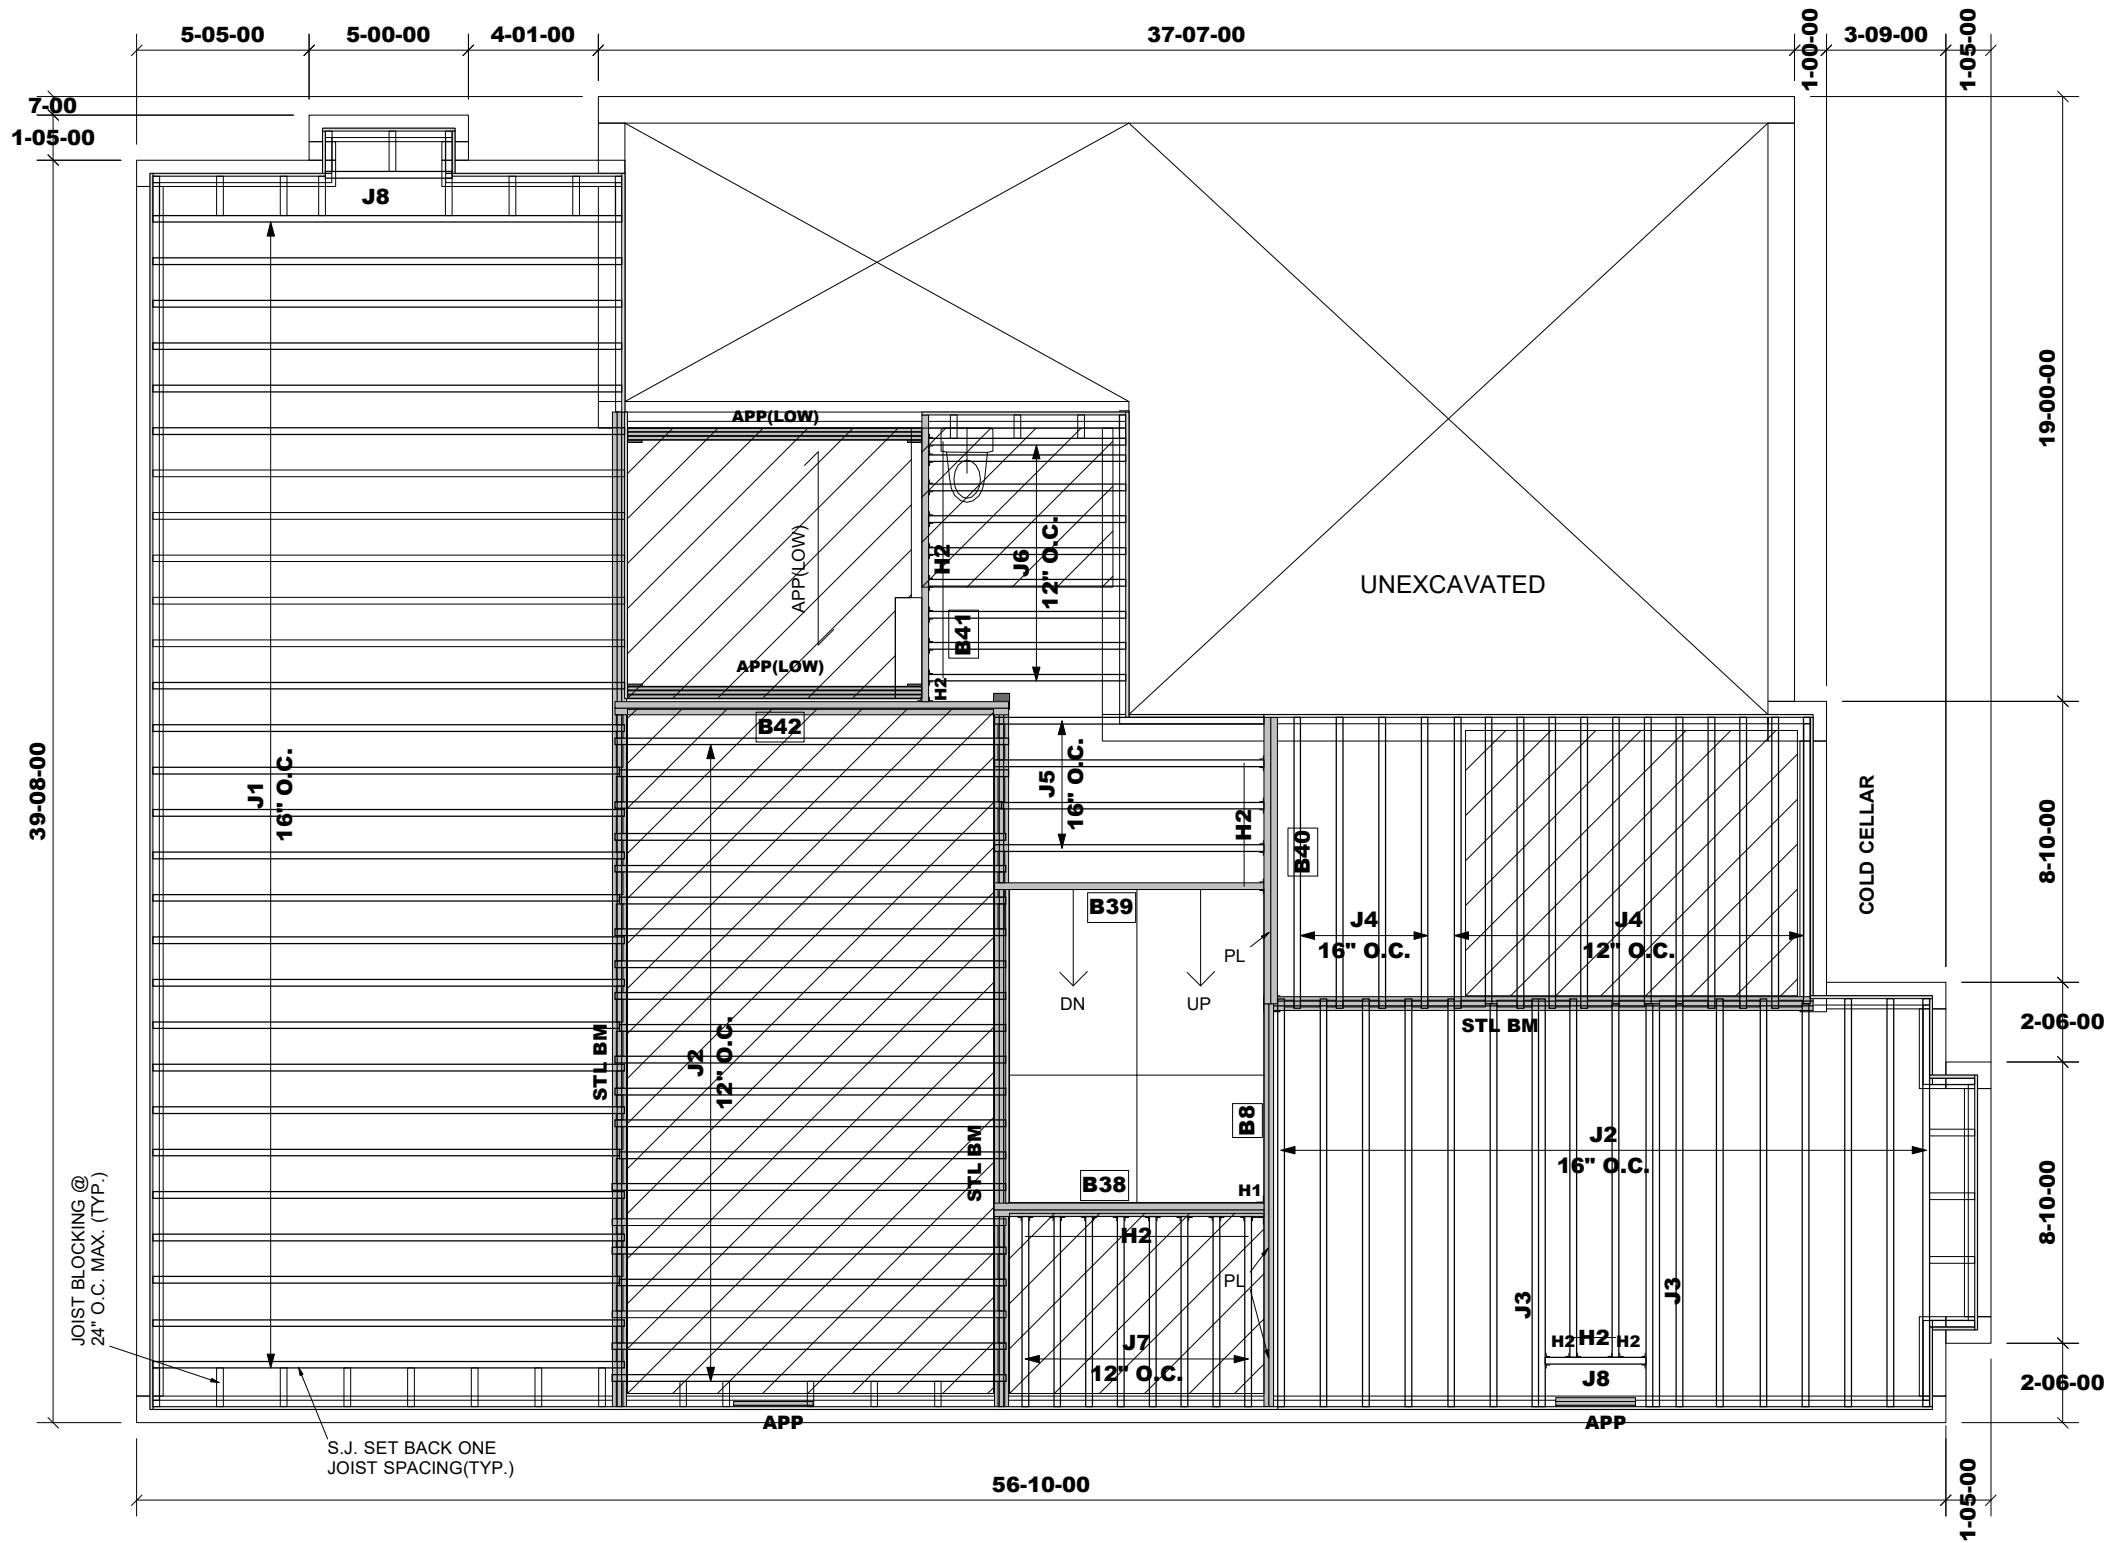 5-05-00
5-00-00
4-01-00
37-07-00
1-00-00
3-09-00
1-05-00
7-00
1-05-00
J8
APP(LOW)
19-00-00
H2
J6
12" O.C.
APP(LOW)
UNEXCAVATED
B41
APP(LOW)
H2
B42
39-08-00
J1
16" O.C.
J5
16" O.C.
H2
B40
COLD CELLAR
8-10-00
B39
J4
16" O.C.
J4
12" O.C.
PL
DN
UP
STL BM
2-06-00
STL BM
J2
12" O.C.
B8
J2
16" O.C.
STL BM
B38
H1
8-10-00
JOIST BLOCKING @
24" O.C. MAX. (TYP.)
H2
PL
J3
J3
J7
12" O.C.
H2
H2
H2
J8
2-06-00
APP
APP
S.J. SET BACK ONE
JOIST SPACING(TYP.)
56-10-00
1-05-00